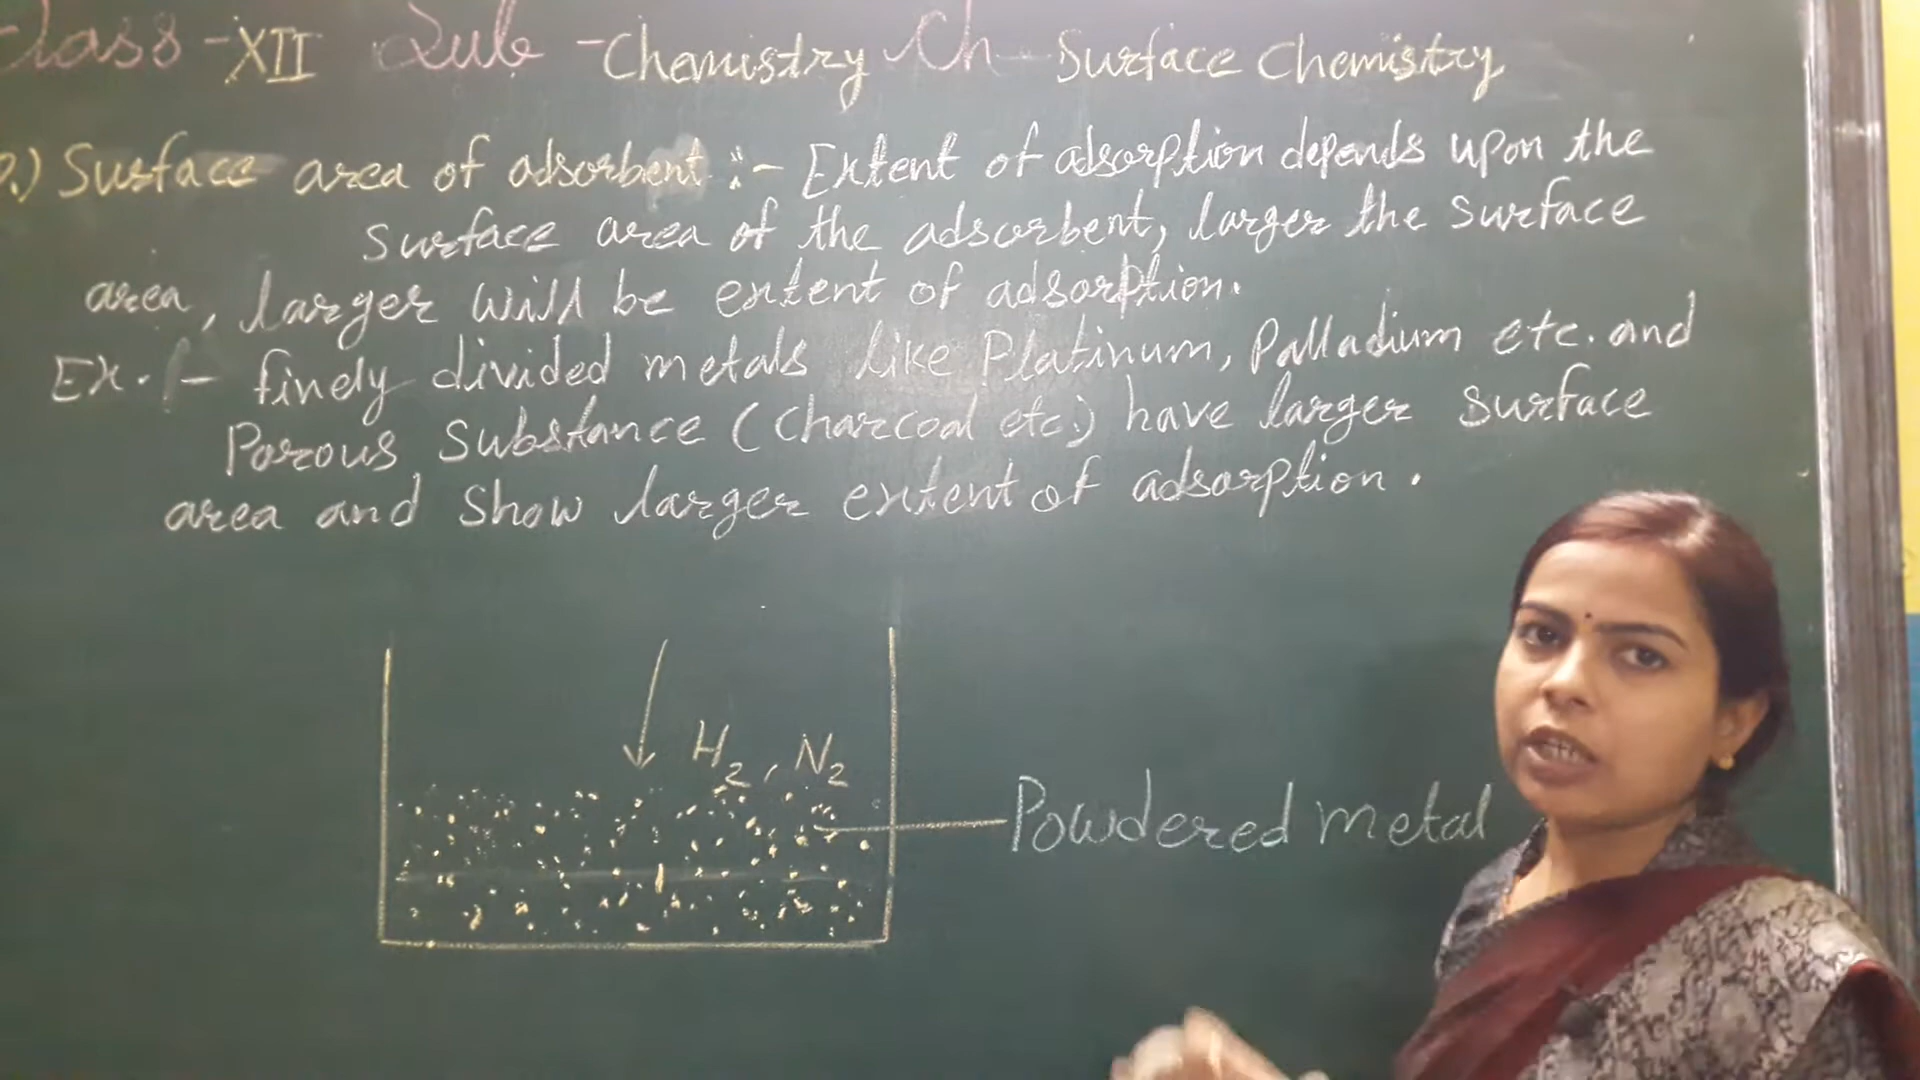 Class - XII Sub - Chemistry Ch - Surface Chemistry
.) Surface area of adsorbent :- Extent of adsorption depends upon the
surface area of the adsorbent, larger the surface
area, larger will be extent of adsorption.
Ex. :- finely divided metals like Platinum, Palladium etc. and
Porous Substance (Charcoal etc.) have larger surface
area and show larger extent of adsorption.
H2, N2
Powdered metal